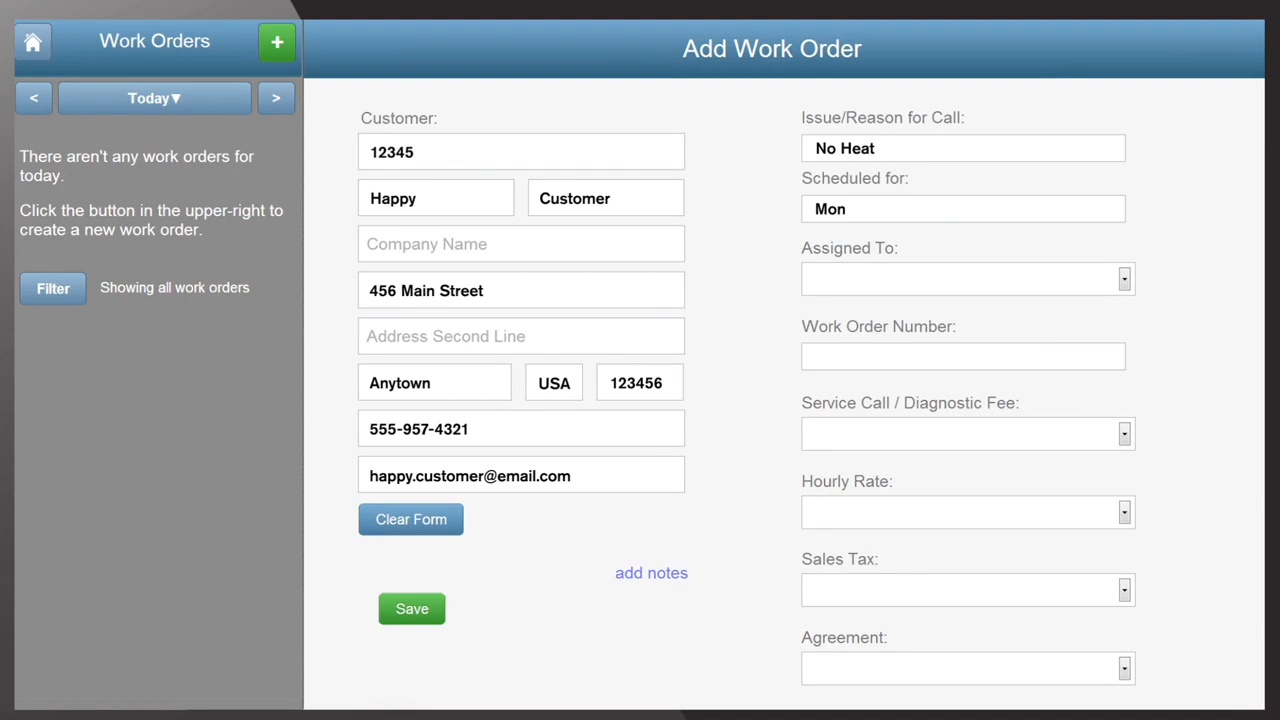 Work Orders
+
<
Today▼
>
There aren't any work orders for
today.
Click the button in the upper-right to
create a new work order.
Filter
Showing all work orders
Add Work Order
Customer:
12345
Happy
Customer
Company Name
456 Main Street
Address Second Line
Anytown
USA
123456
555-957-4321
happy.customer@email.com
Clear Form
add notes
Save
Issue/Reason for Call:
No Heat
Scheduled for:
Mon
Assigned To:
Work Order Number:
Service Call / Diagnostic Fee:
Hourly Rate:
Sales Tax:
Agreement: